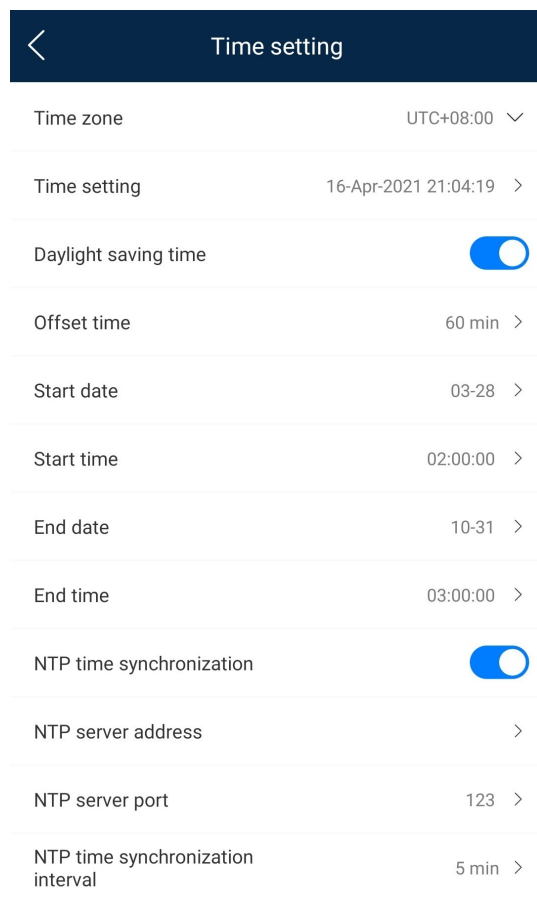 Time setting
Time zone UTC+08:00
Time setting 16-Apr-2021 21:04:19
Daylight saving time
Offset time 60 min
Start date 03-28
Start time 02:00:00
End date 10-31
End time 03:00:00
NTP time synchronization
NTP server address
NTP server port 123
NTP time synchronization
interval 5 min